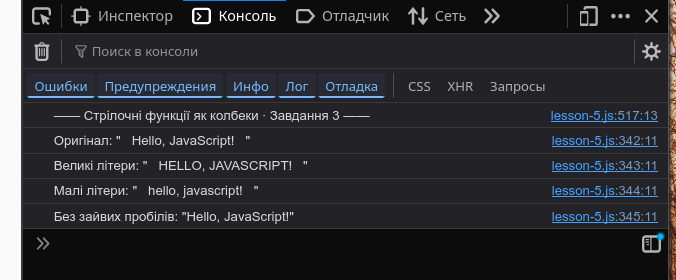 Инспектор Консоль Отладчик Сеть
Поиск в консоли
Ошибки Предупреждения Инфо Лог Отладка CSS XHR Запросы
—— Стрілочні функції як колбеки · Завдання 3 —— lesson-5.js:517:13
Оригінал: "   Hello, JavaScript!   " lesson-5.js:342:11
Великі літери: "   HELLO, JAVASCRIPT!   " lesson-5.js:343:11
Малі літери: "   hello, javascript!   " lesson-5.js:344:11
Без зайвих пробілів: "Hello, JavaScript!" lesson-5.js:345:11